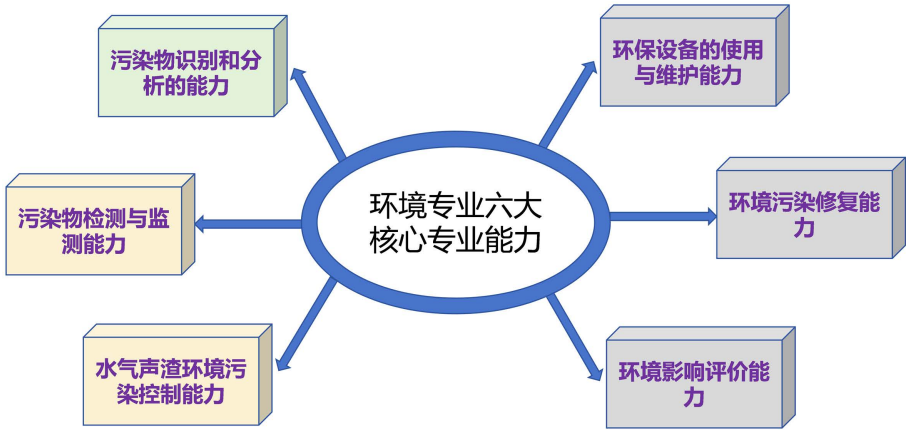 污染物识别和分
析的能力
环保设备的使用
与维护能力
环境专业六大
核心专业能力
污染物检测与监
测能力
环境污染修复能
力
水气声渣环境污
染控制能力
环境影响评价能
力